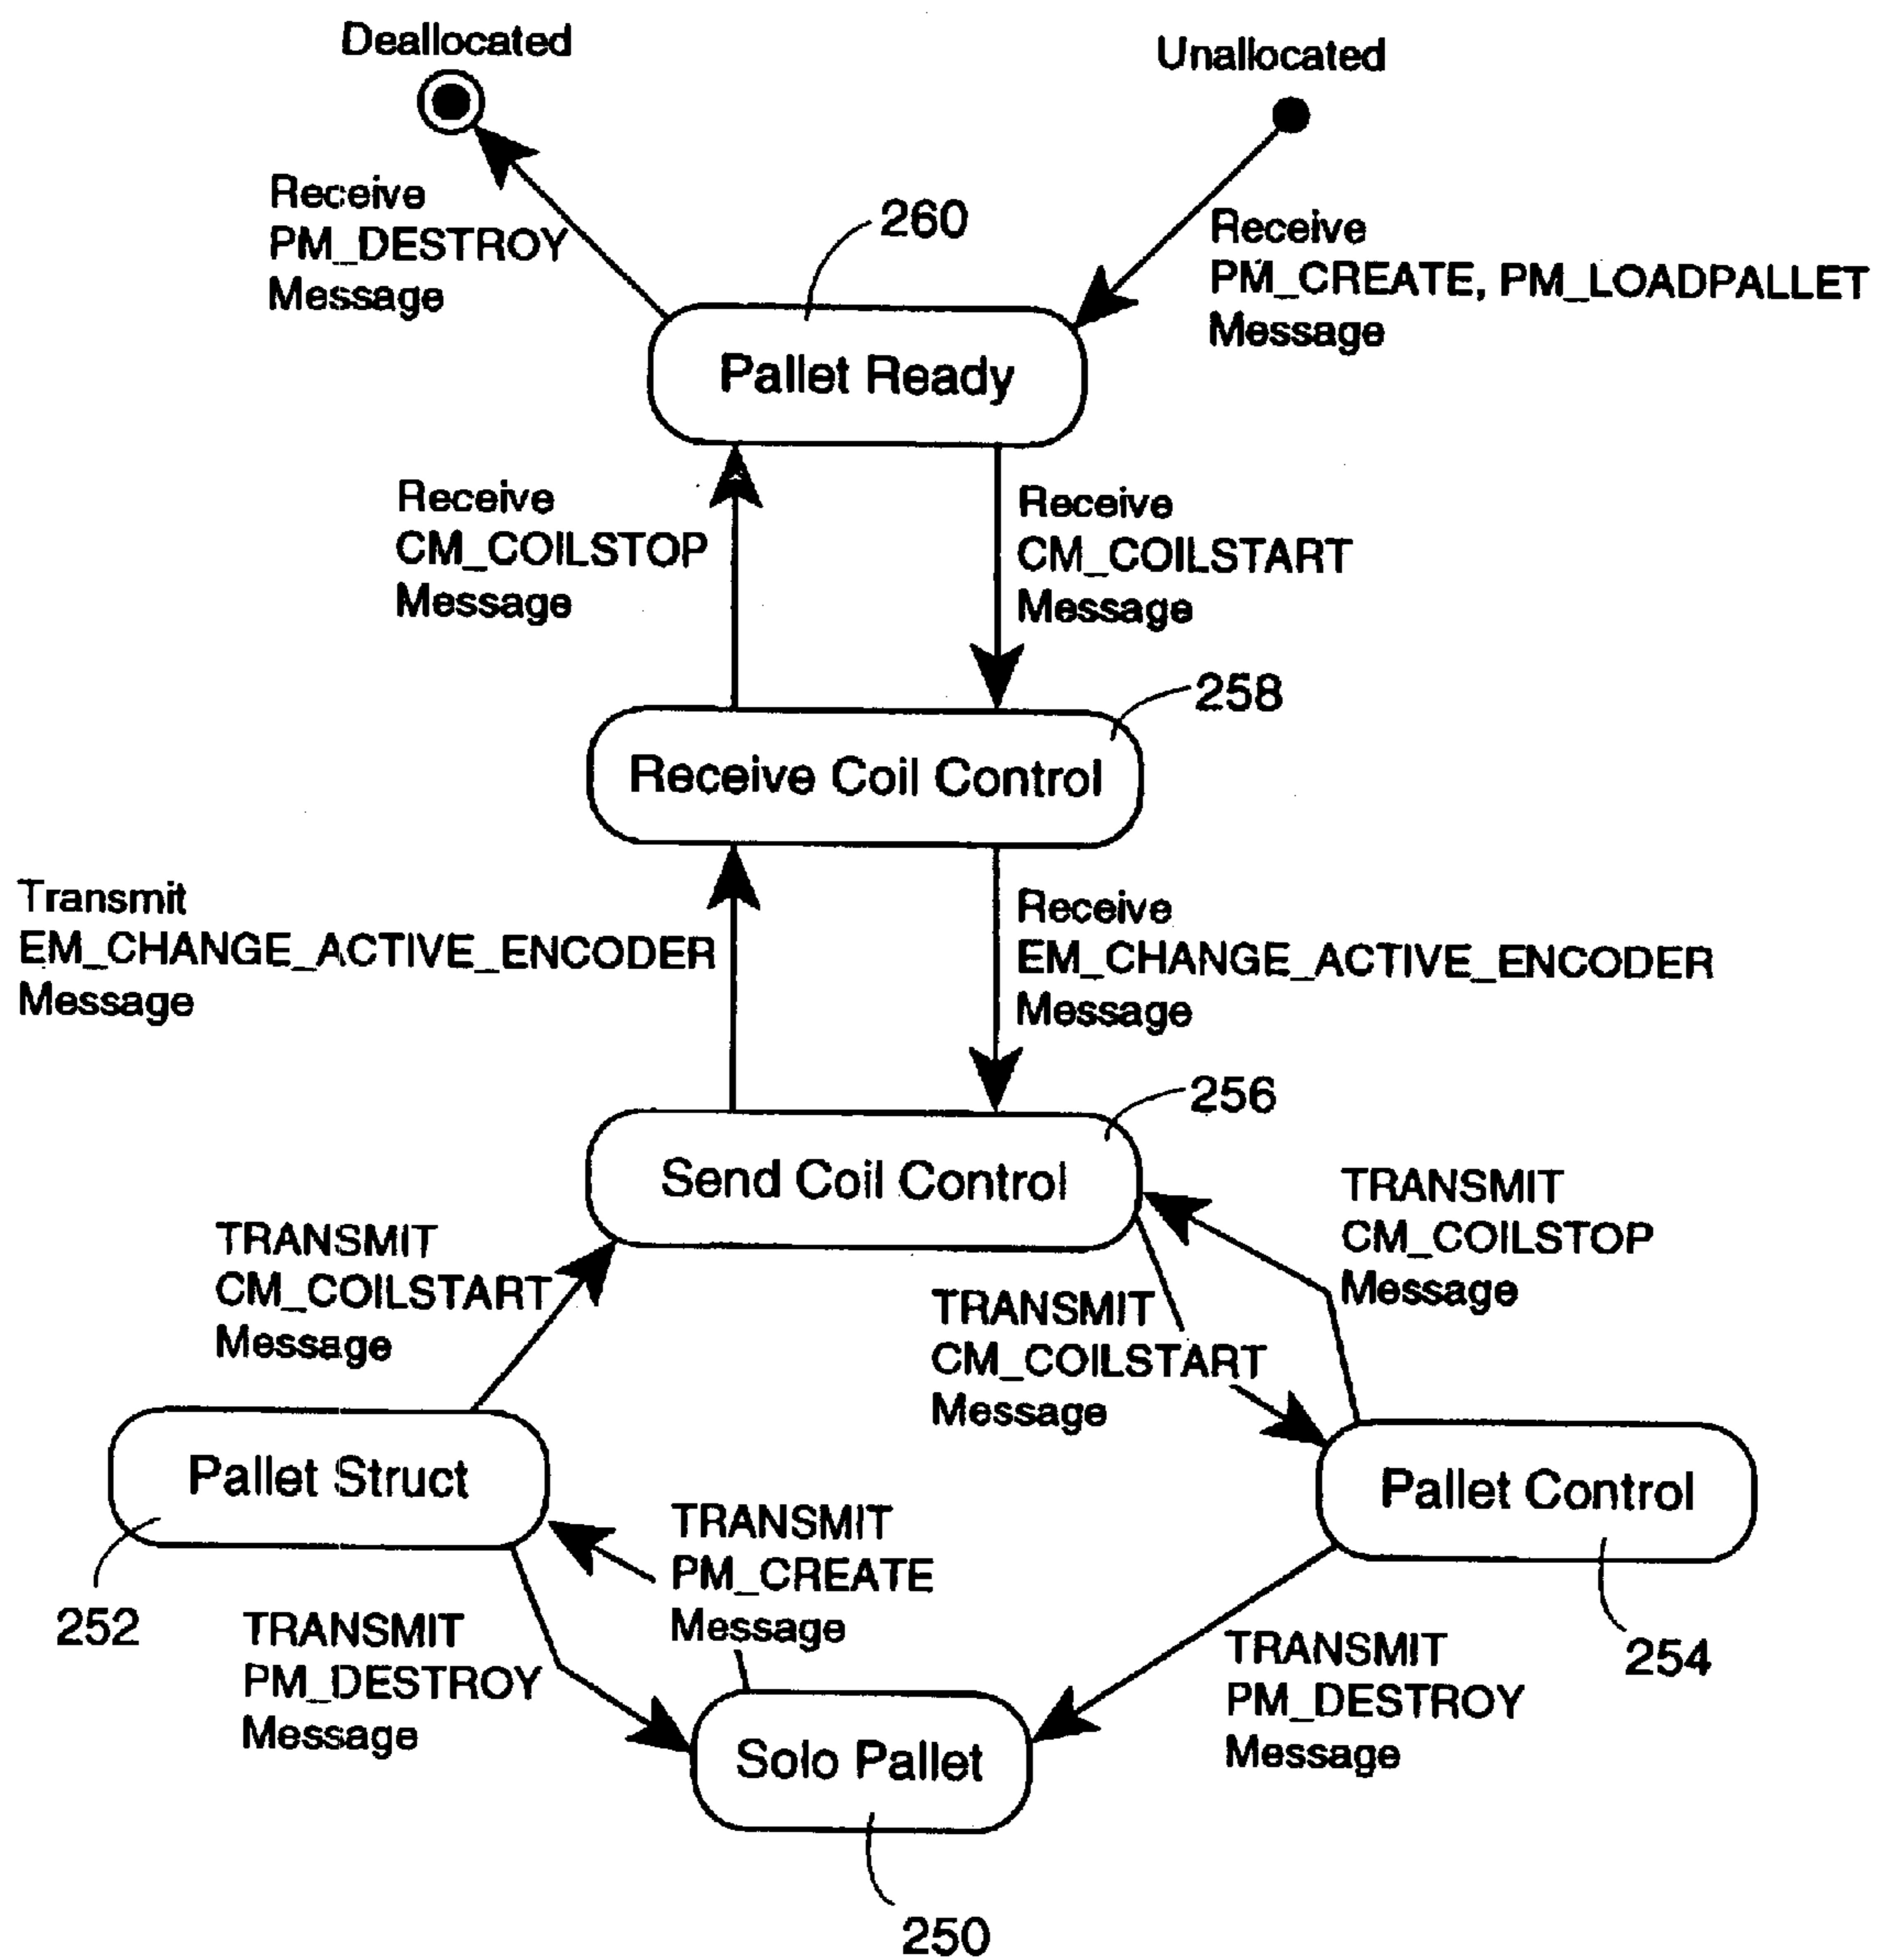 Deallocated
Unallocated
Receive
PM_DESTROY
Message
260
Receive
PM_CREATE, PM_LOADPALLET
Message
Pallet Ready
Receive
CM_COILSTOP
Message
Receive
CM_COILSTART
Message
258
Receive Coil Control
Transmit
EM_CHANGE_ACTIVE_ENCODER
Message
Receive
EM_CHANGE_ACTIVE_ENCODER
Message
256
Send Coil Control
TRANSMIT
CM_COILSTOP
Message
TRANSMIT
CM_COILSTART
Message
TRANSMIT
CM_COILSTART
Message
Pallet Struct
Pallet Control
TRANSMIT
PM_CREATE
Message
252
TRANSMIT
PM_DESTROY
Message
254
TRANSMIT
PM_DESTROY
Message
Solo Pallet
250